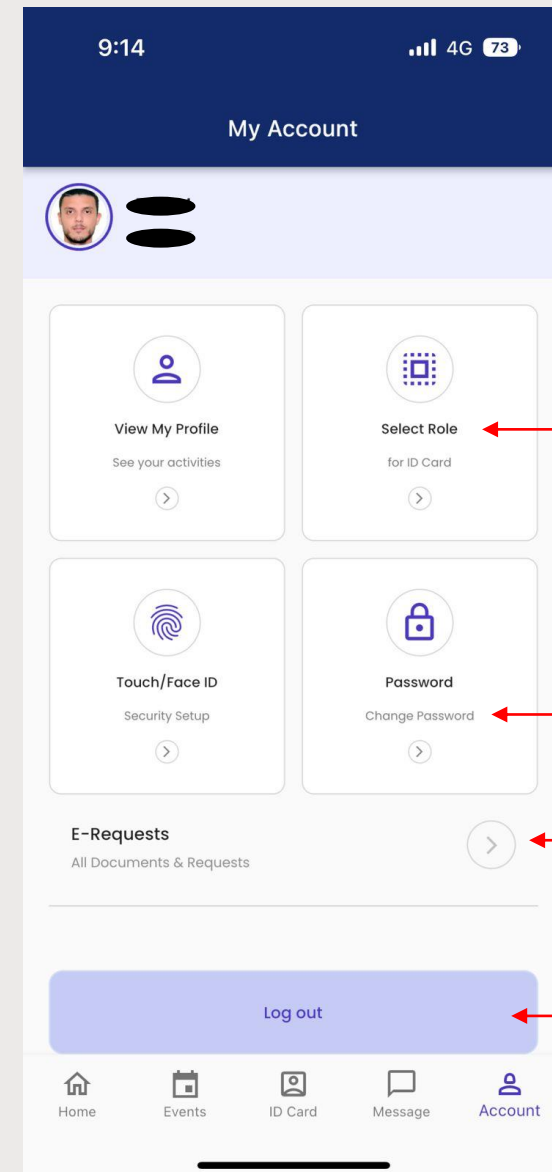 9:14 4G 73
My Account
View My Profile
See your activities
Select Role
for ID Card
Touch/Face ID
Security Setup
Password
Change Password
E-Requests
All Documents & Requests
Log out
Home Events ID Card Message Account